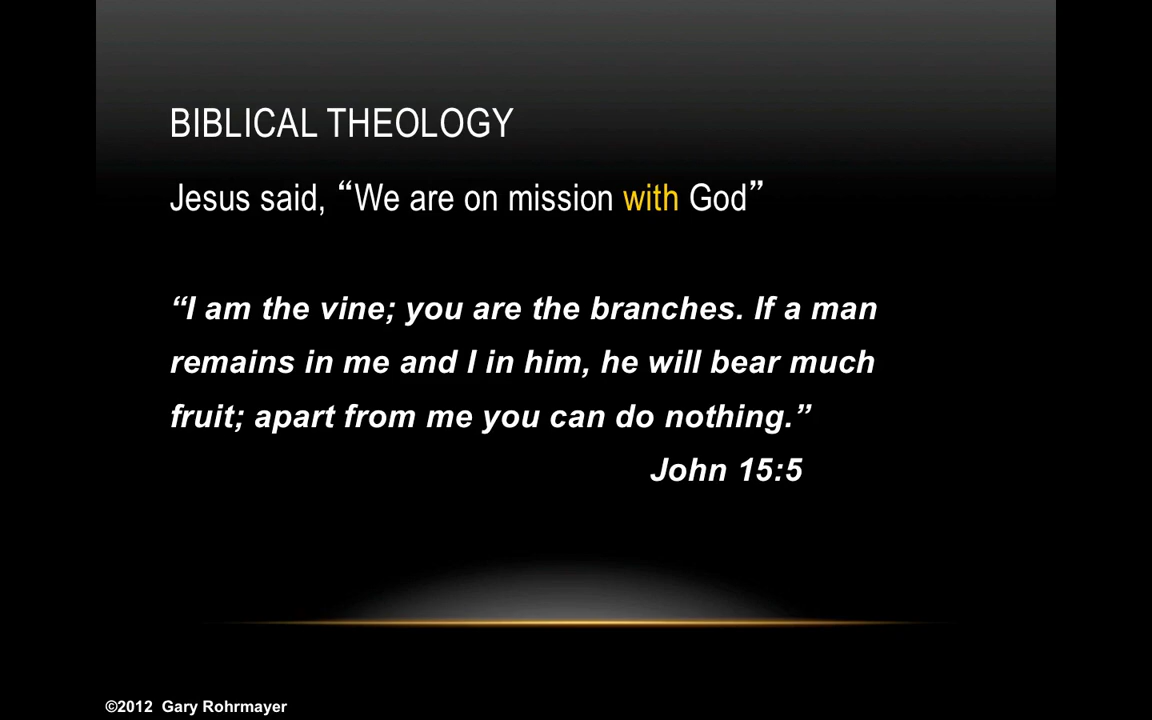 BIBLICAL THEOLOGY
Jesus said, “We are on mission with God”
“I am the vine; you are the branches. If a man
remains in me and I in him, he will bear much
fruit; apart from me you can do nothing.”
John 15:5
©2012 Gary Rohrmayer